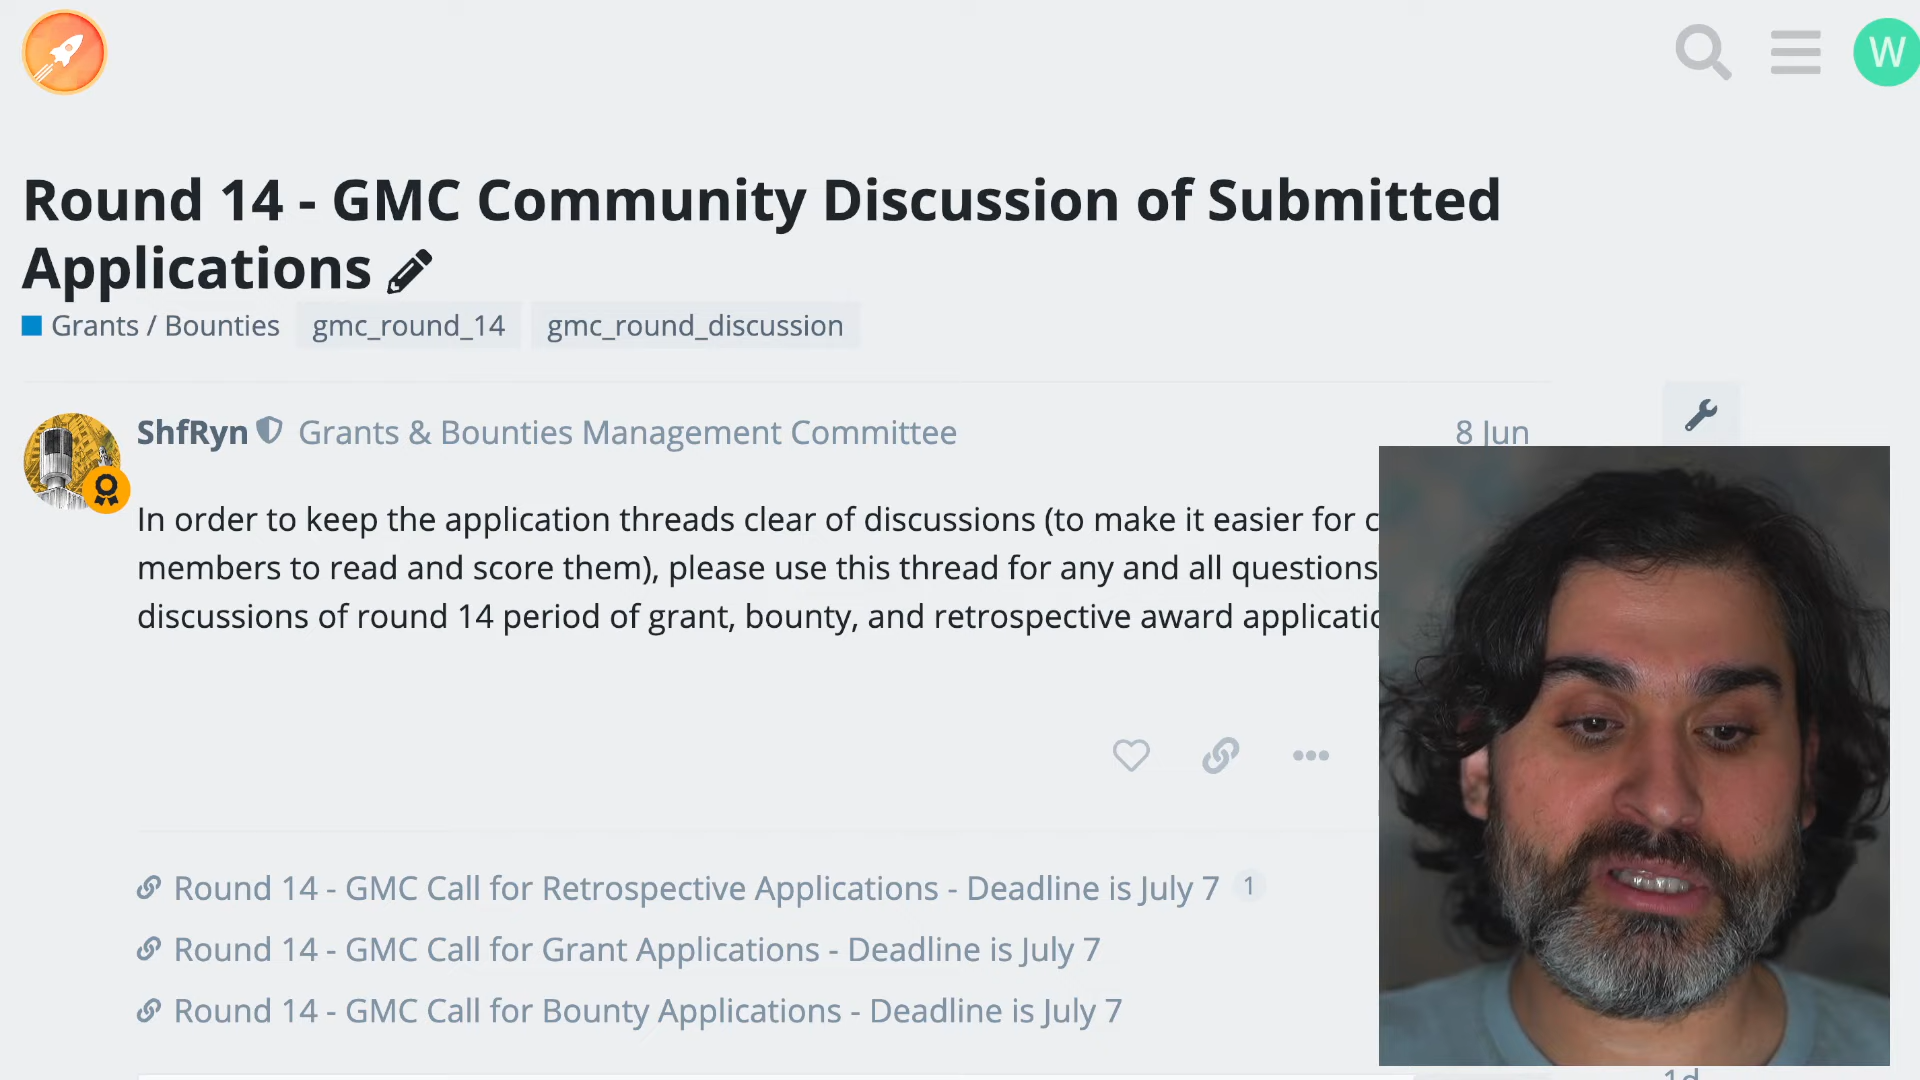 W
Round 14 - GMC Community Discussion of Submitted
Applications
Grants / Bounties gmc_round_14 gmc_round_discussion
ShfRyn Grants & Bounties Management Committee 8 Jun
In order to keep the application threads clear of discussions (to make it easier for
members to read and score them), please use this thread for any and all questions
discussions of round 14 period of grant, bounty, and retrospective award
Round 14 - GMC Call for Retrospective Applications - Deadline is July 7 1
Round 14 - GMC Call for Grant Applications - Deadline is July 7
Round 14 - GMC Call for Bounty Applications - Deadline is July 7